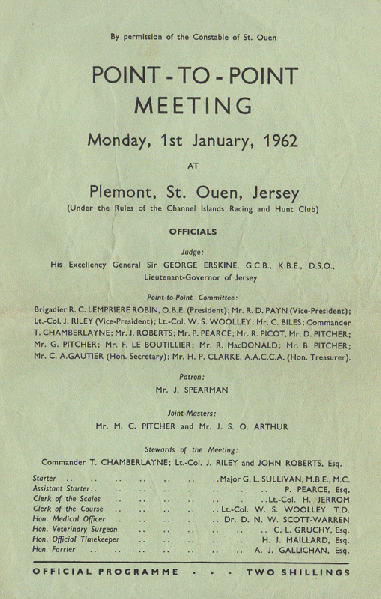 By permission of the Constable of St. Ouen
POINT-TO-POINT
MEETING
Monday, 1st January, 1962
AT
Plemont, St. Ouen, Jersey
(Under the Rules of the Channel Islands Racing and Hunt Club)
OFFICIALS
Judge:
His Excellency General Sir GEORGE ERSKINE, G.C.B., K.B.E., D.S.O.,
Lieutenant-Governor of Jersey
Point-to-Point Committee:
Brigadier R. C. LEMPRIERE ROBIN, O.B.E. (President); Mr. R. D. PAYN (Vice-President);
Lt.-Col. J. RILEY (Vice-President); Lt.-Col. W. S. WOOLLEY; Mr. C. BILES; Commander
T. CHAMBERLAYNE; Mr. J. ROBERTS; Mr. P. PEARCE; Mr. R. PICOT, Mr. D. PITCHER;
Mr. G. PITCHER; Mr. F. LE BOUTILLIER; Mr. R. MacDONALD; Mr. B. PITCHER;
Mr. C. A. GAUTIER (Hon. Secretary); Mr. H. P. CLARKE, A.A.C.C.A. (Hon. Treasurer).
Patron:
Mr. J. SPEARMAN
Joint-Masters:
Mr. M. C. PITCHER and Mr. J. S. O. ARTHUR
Stewards of the Meeting:
Commander T. CHAMBERLAYNE; Lt.-Col. J. RILEY and JOHN ROBERTS, Esq.
Starter .. .. .. .. .. .. .. Major G. L. SULLIVAN, M.B.E., M.C.
Assistant Starter .. .. .. .. .. .. .. P. PEARCE, Esq.
Clerk of the Scales .. .. .. .. .. .. Lt.-Col. H. JERROM
Clerk of the Course .. .. .. .. .. Lt.-Col. W. S. WOOLLEY T.D.
Hon. Medical Officer .. .. .. .. .. Dr. D. N. W. SCOTT-WARREN
Hon. Veterinary Surgeon .. .. .. .. .. .. C. L. GRUCHY, Esq.
Hon. Official Timekeeper .. .. .. .. .. H. J. MAILLARD, Esq.
Hon. Farrier .. .. .. .. .. .. .. A. J. GALLICHAN, Esq.
OFFICIAL PROGRAMME - - - TWO SHILLINGS